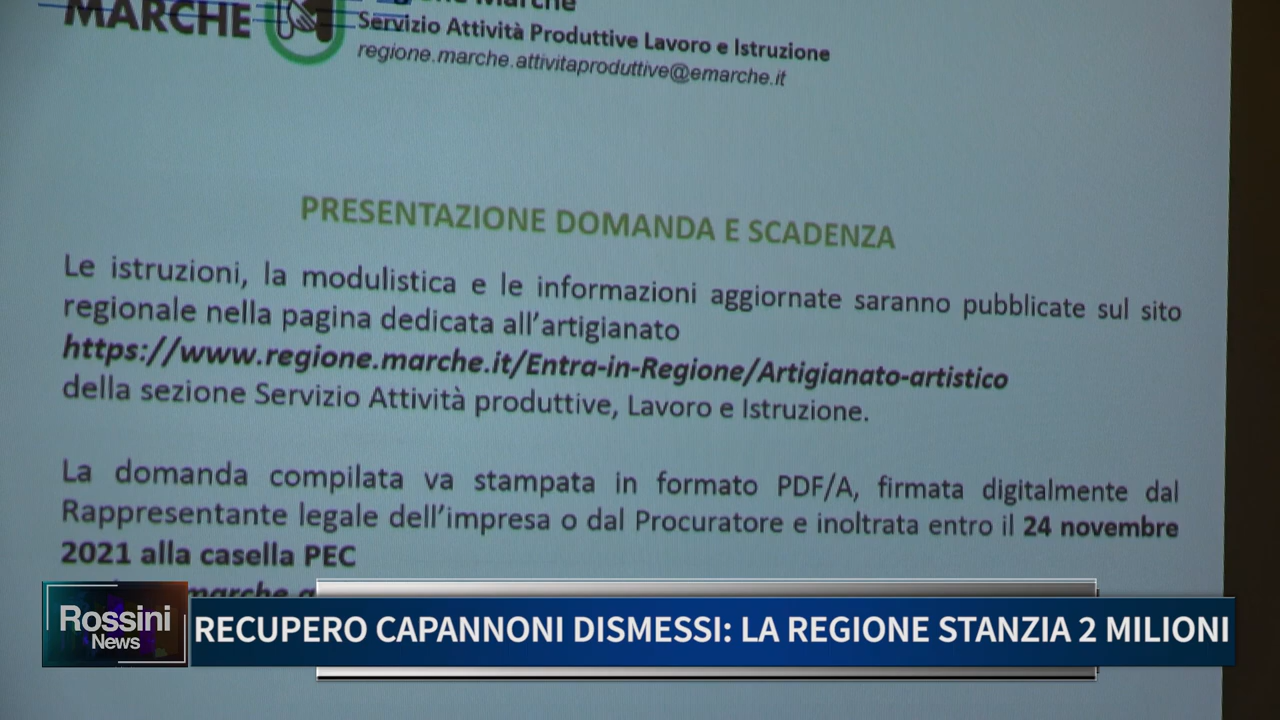 MARCHE
Marche
Servizio Attività Produttive Lavoro e Istruzione
regione.marche.attivitaproduttive@emarche.it
PRESENTAZIONE DOMANDA E SCADENZA
Le istruzioni, la modulistica e le informazioni aggiornate saranno pubblicate sul sito
regionale nella pagina dedicata all'artigianato
https://www.regione.marche.it/Entra-in-Regione/Artigianato-artistico
della sezione Servizio Attività produttive, Lavoro e Istruzione.
La domanda compilata va stampata in formato PDF/A, firmata digitalmente dal
Rappresentante legale dell'impresa o dal Procuratore e inoltrata entro il 24 novembre
2021 alla casella PEC
Rossini
News
RECUPERO CAPANNONI DISMESSI: LA REGIONE STANZIA 2 MILIONI